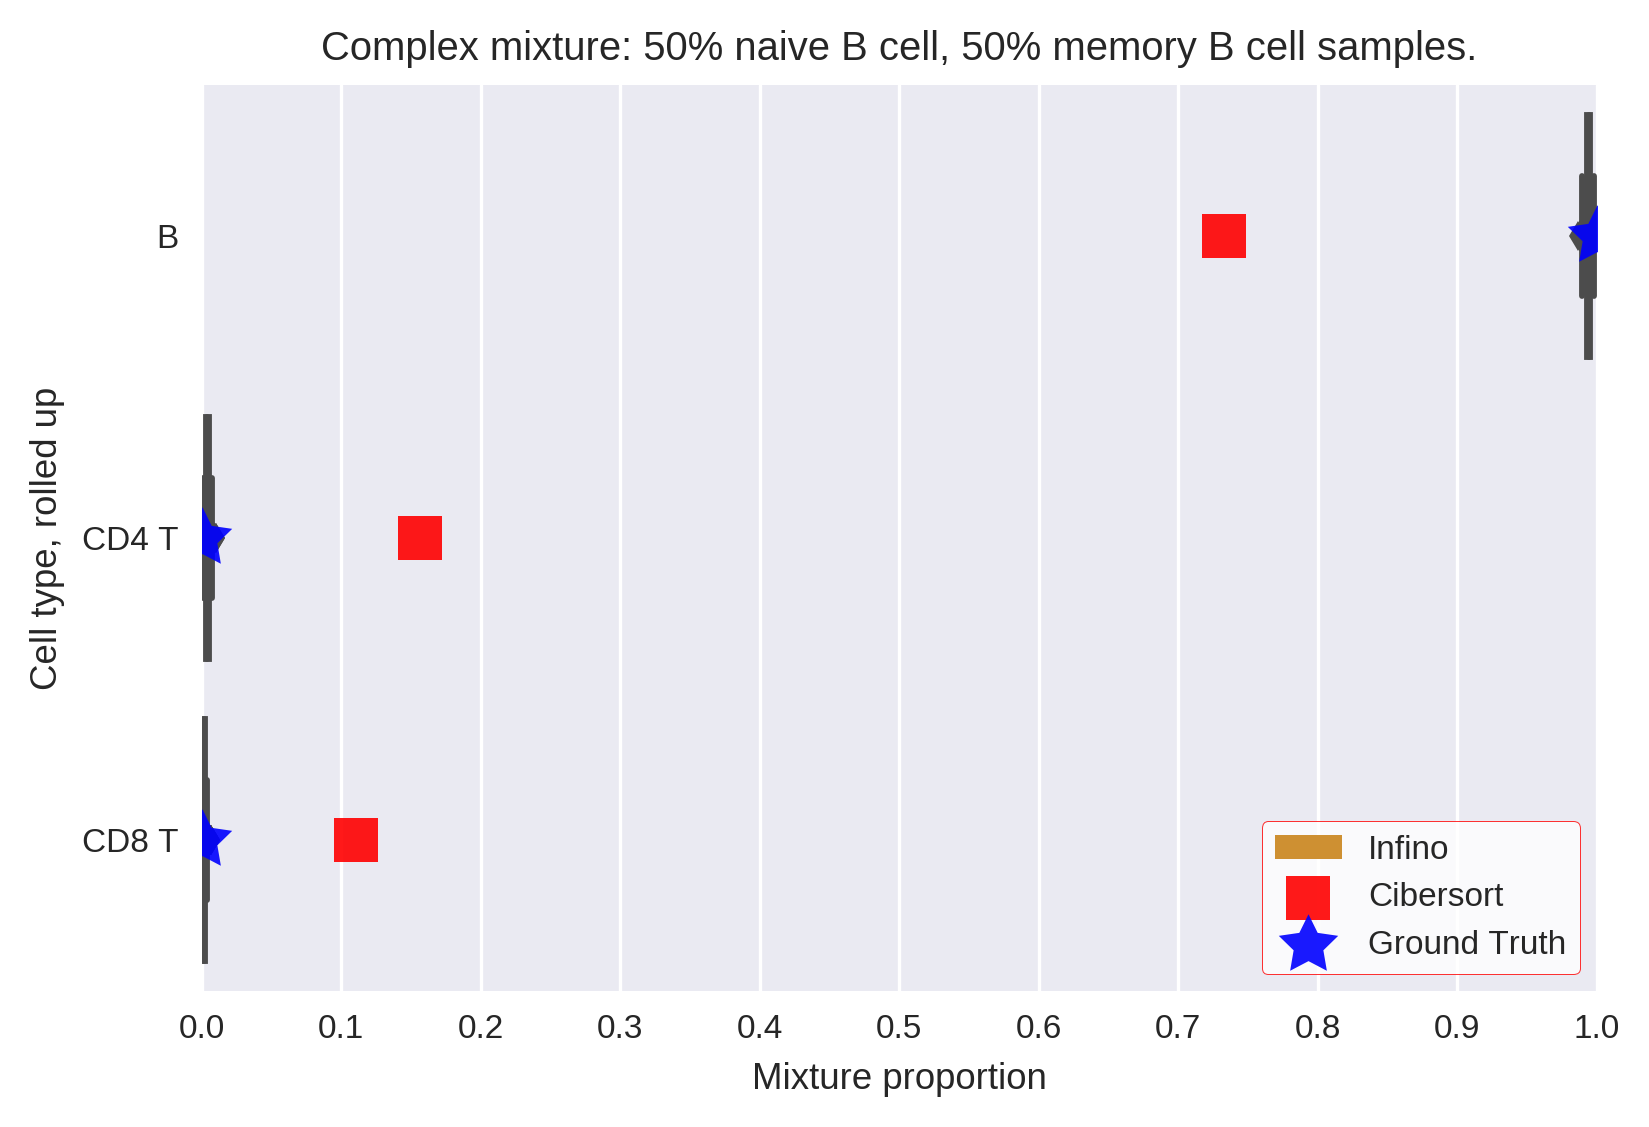 Complex mixture: 50% naive B cell, 50% memory B cell samples.
Cell type, rolled up
B
CD4 T
CD8 T
Infino
Cibersort
Ground Truth
0.0 0.1 0.2 0.3 0.4 0.5 0.6 0.7 0.8 0.9 1.0
Mixture proportion